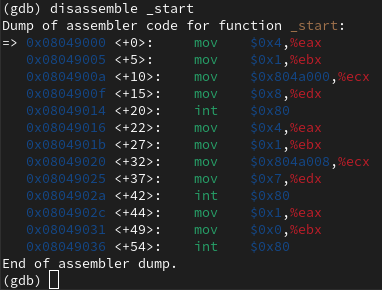 (gdb) disassemble _start
Dump of assembler code for function _start:
=> 0x08049000 <+0>:     mov    $0x4,%eax
   0x08049005 <+5>:     mov    $0x1,%ebx
   0x0804900a <+10>:    mov    $0x804a000,%ecx
   0x0804900f <+15>:    mov    $0x8,%edx
   0x08049014 <+20>:    int    $0x80
   0x08049016 <+22>:    mov    $0x4,%eax
   0x0804901b <+27>:    mov    $0x1,%ebx
   0x08049020 <+32>:    mov    $0x804a008,%ecx
   0x08049025 <+37>:    mov    $0x7,%edx
   0x0804902a <+42>:    int    $0x80
   0x0804902c <+44>:    mov    $0x1,%eax
   0x08049031 <+49>:    mov    $0x0,%ebx
   0x08049036 <+54>:    int    $0x80
End of assembler dump.
(gdb)